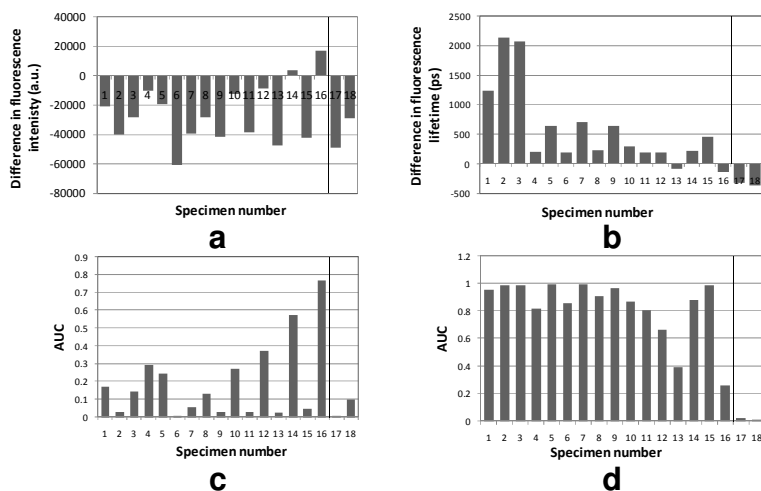 Difference in fluorescence
intenisty (a.u.)
40000
20000
0
-20000
-40000
-60000
-80000
1 2 3 4 5 6 7 8 9 10 11 12 13 14 15 16 17 18
Specimen number
a
Difference in fluorescence
lifetime (ps)
2500
2000
1500
1000
500
0
-500
1 2 3 4 5 6 7 8 9 10 11 12 13 14 15 16 17 18
Specimen number
b
AUC
0.9
0.8
0.7
0.6
0.5
0.4
0.3
0.2
0.1
0
1 2 3 4 5 6 7 8 9 10 11 12 13 14 15 16 17 18
Specimen number
c
AUC
1.2
1
0.8
0.6
0.4
0.2
0
1 2 3 4 5 6 7 8 9 10 11 12 13 14 15 16 17 18
Specimen number
d